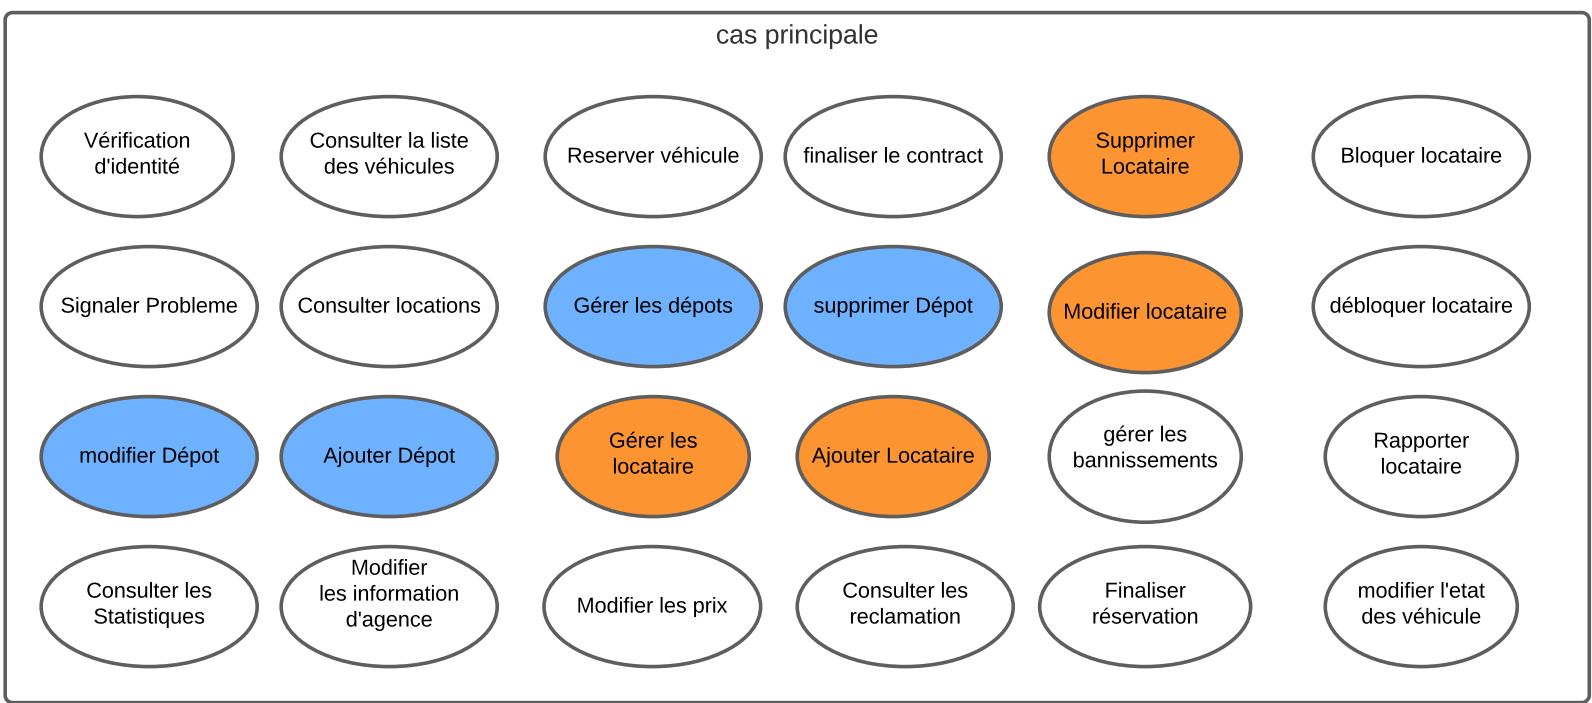 cas principale
Vérification
d'identité
Consulter la liste
des véhicules
Reserver véhicule
finaliser le contract
Supprimer
Locataire
Bloquer locataire
Signaler Probleme
Consulter locations
Gérer les dépots
supprimer Dépot
Modifier locataire
débloquer locataire
modifier Dépot
Ajouter Dépot
Gérer les
locataire
Ajouter Locataire
gérer les
bannissements
Rapporter
locataire
Consulter les
Statistiques
Modifier
les information
d'agence
Modifier les prix
Consulter les
reclamation
Finaliser
réservation
modifier l'etat
des véhicule